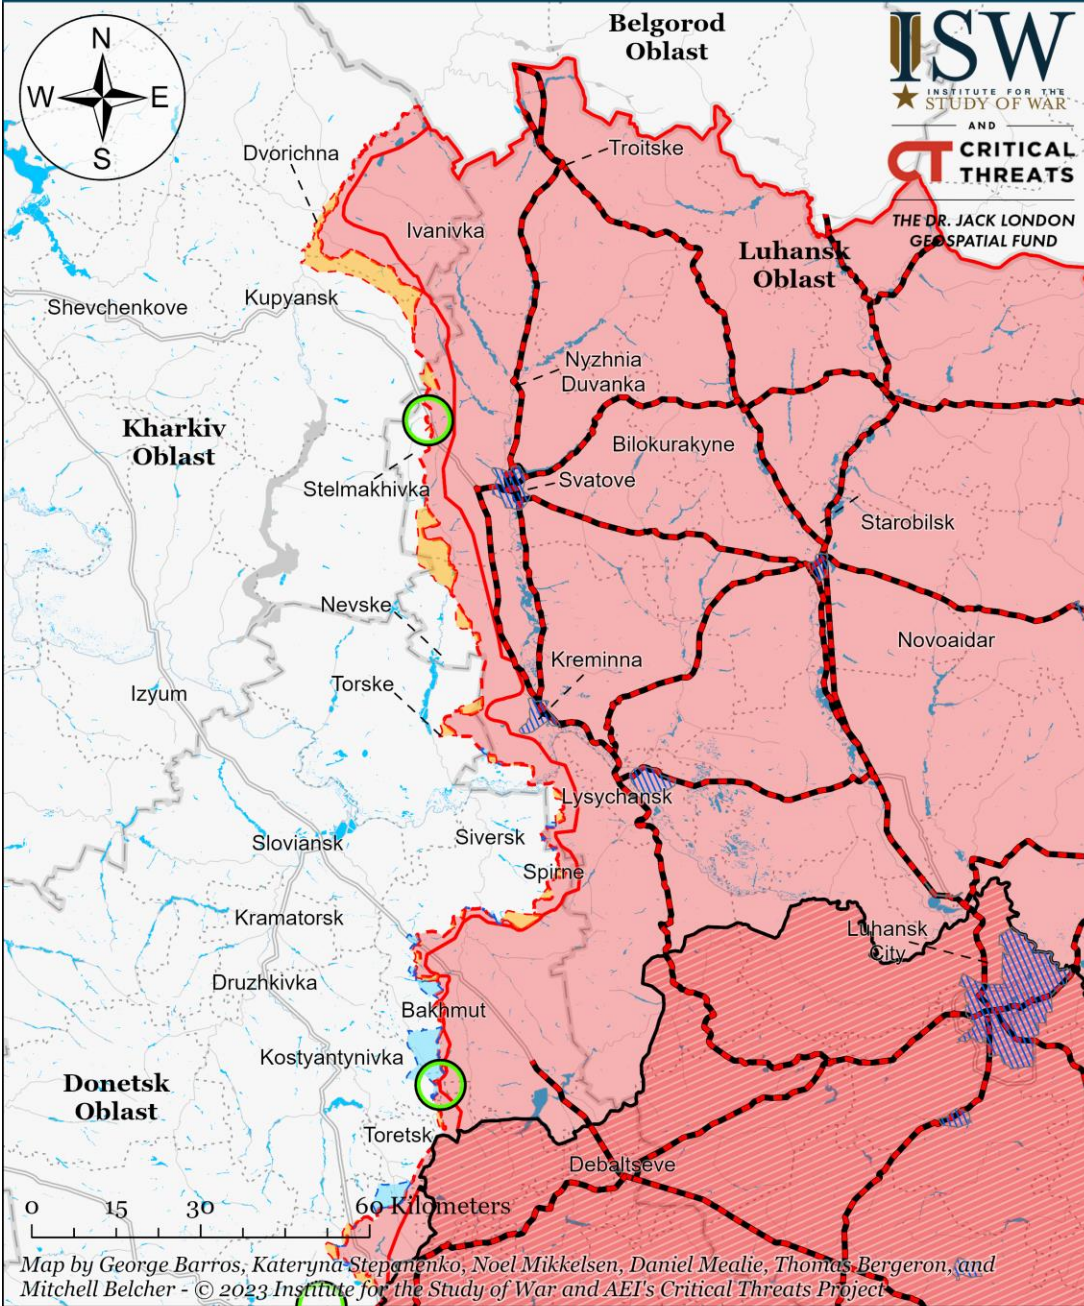 Belgorod
Oblast
ISW
INSTITUTE FOR THE
STUDY OF WAR
AND
CT CRITICAL
THREATS
THE DR. JACK LONDON
GEOSPATIAL FUND
N
W
E
S
Dvorichna
Troitske
Ivanivka
Luhansk
Oblast
Shevchenkove
Kupyansk
Nyzhnia
Duvanka
Kharkiv
Oblast
Bilokurakyne
Stelmakhivka
Svatove
Starobilsk
Nevske
Novoaidar
Kreminna
Torske
Izyum
Lysychansk
Siversk
Sloviansk
Spirne
Kramatorsk
Luhansk
City
Druzhkivka
Bakhmut
Kostyantynivka
Donetsk
Oblast
Toretsk
Debaltseve
0 15 30 60 Kilometers
Map by George Barros, Kateryna Stepanenko, Noel Mikkelsen, Daniel Mealie, Thomas Bergeron, and
Mitchell Belcher - © 2023 Institute for the Study of War and AEI's Critical Threats Project